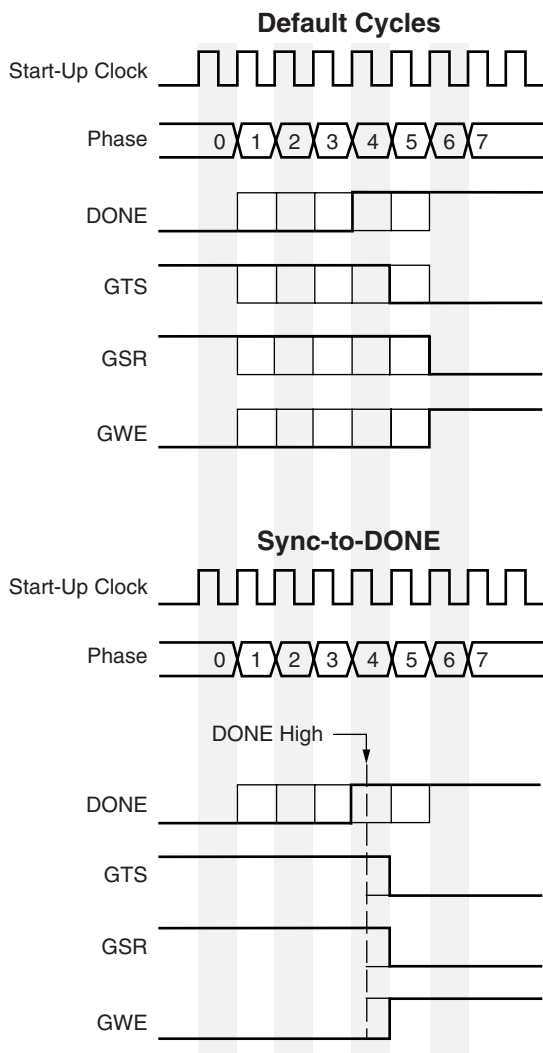 Default Cycles
Start-Up Clock
Phase 0 1 2 3 4 5 6 7
DONE
GTS
GSR
GWE
Sync-to-DONE
Start-Up Clock
Phase 0 1 2 3 4 5 6 7
DONE High
DONE
GTS
GSR
GWE